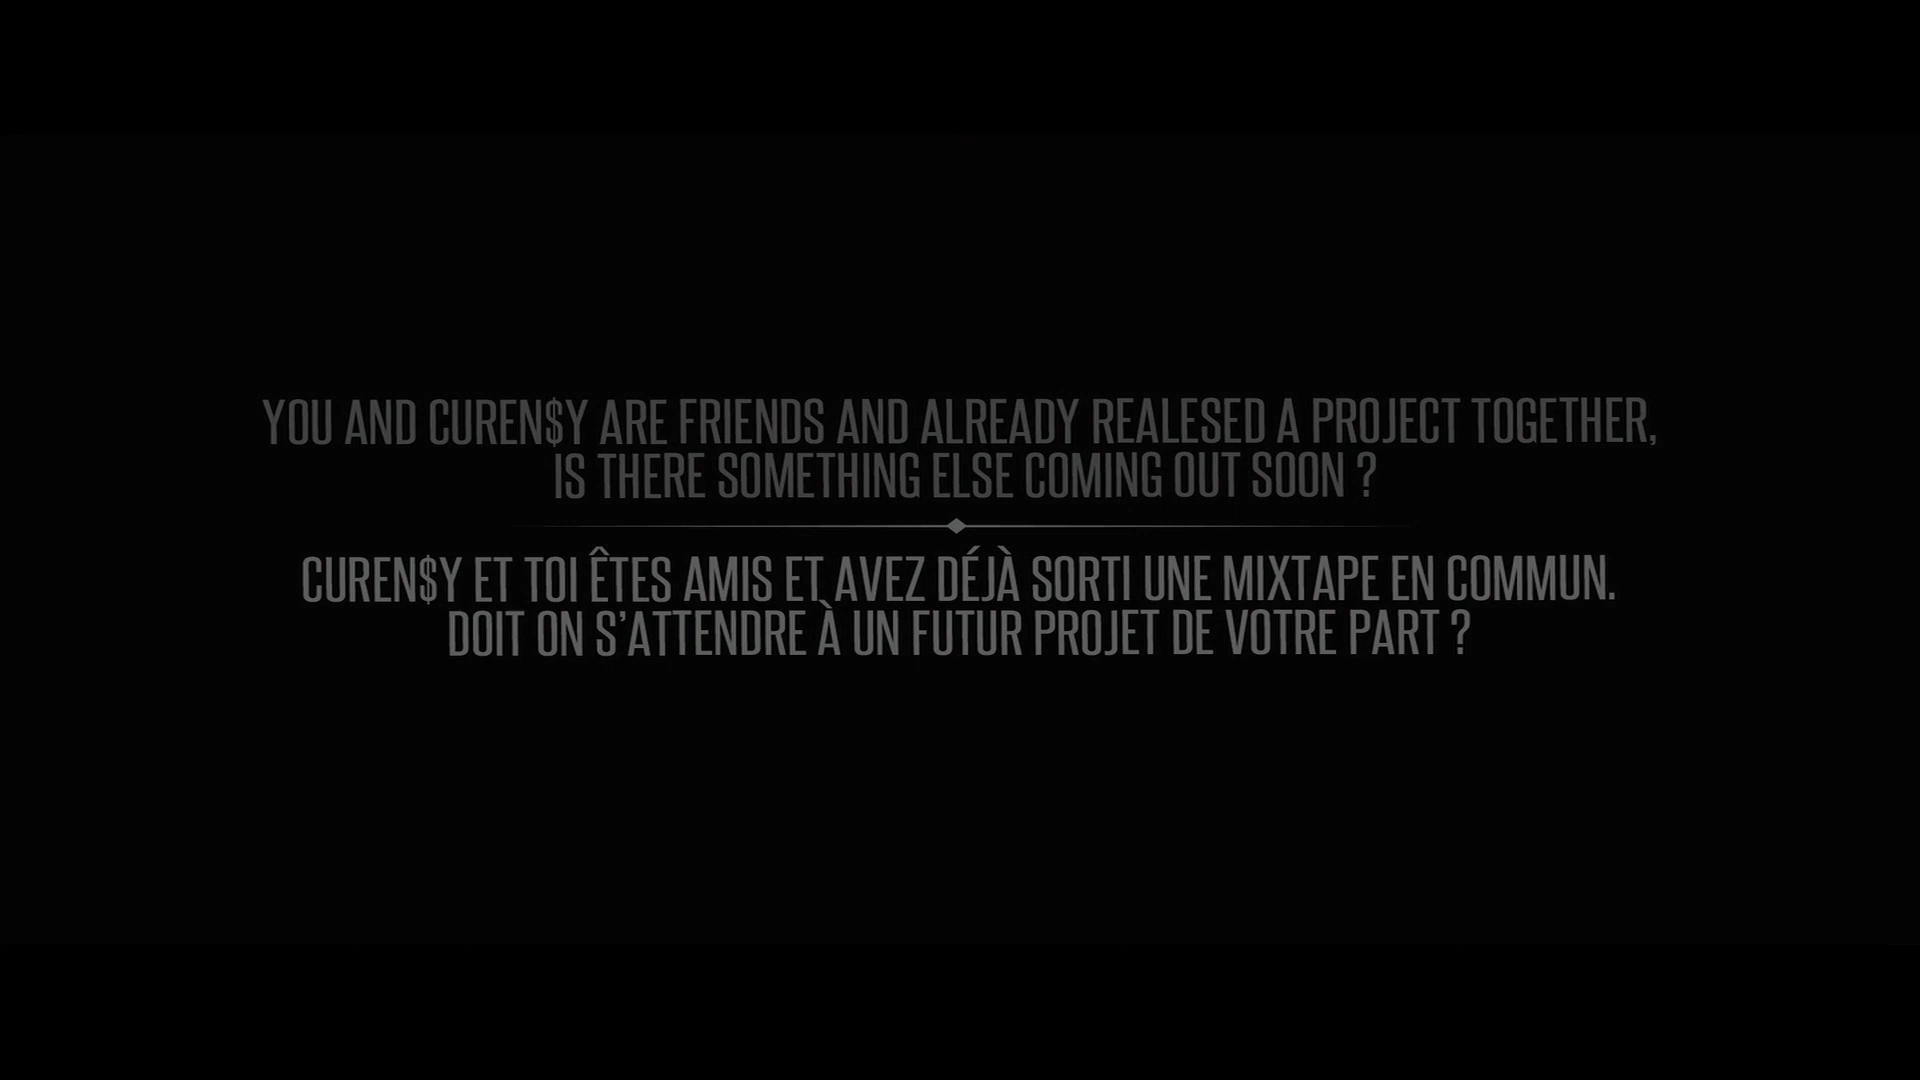 YOU AND CUREN$Y ARE FRIENDS AND ALREADY REALESED A PROJECT TOGETHER,
IS THERE SOMETHING ELSE COMING OUT SOON ?
CUREN$Y ET TOI ÊTES AMIS ET AVEZ DÉJÀ SORTI UNE MIXTAPE EN COMMUN.
DOIT ON S'ATTENDRE À UN FUTUR PROJET DE VOTRE PART ?